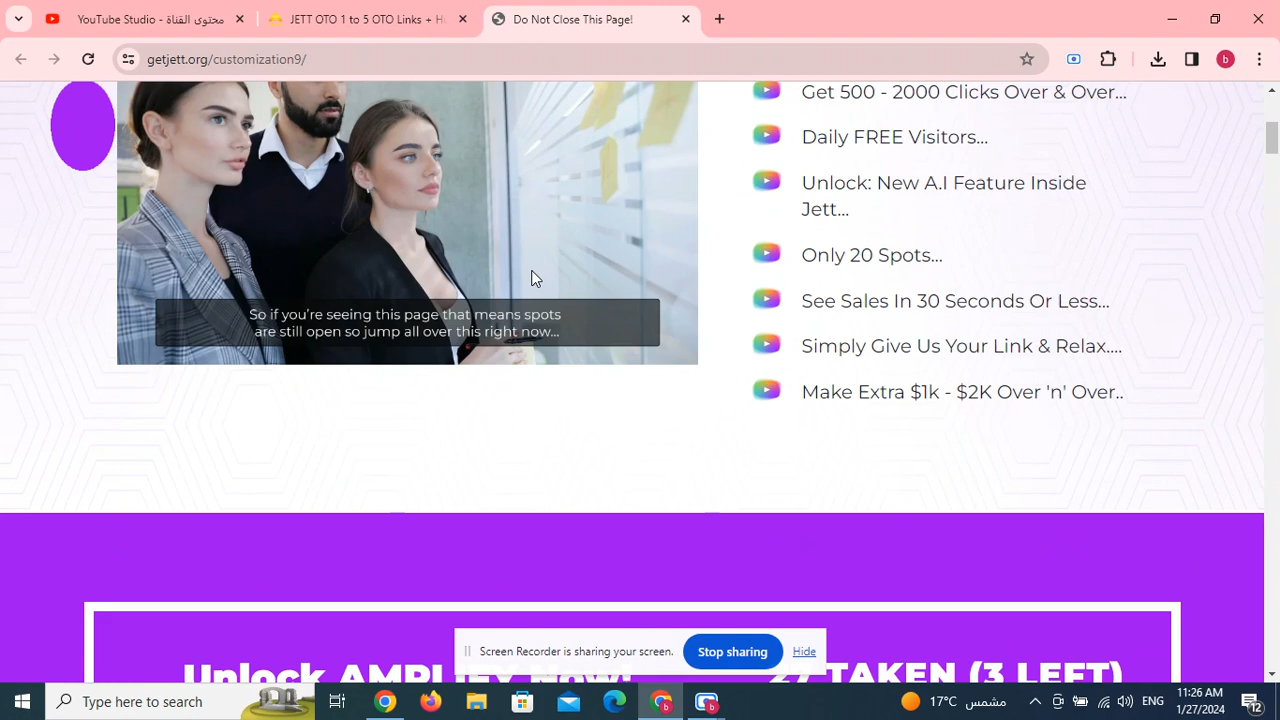 YouTube Studio - محتوى القناة
JETT OTO 1 to 5 OTO Links + H
Do Not Close This Page!
getjett.org/customization9/
b
Get 500 - 2000 Clicks Over & Over...
Daily FREE Visitors...
Unlock: New A.I Feature Inside
Jett...
Only 20 Spots...
See Sales In 30 Seconds Or Less...
Simply Give Us Your Link & Relax....
Make Extra $1k - $2K Over 'n' Over..
So if you're seeing this page that means spots
are still open so jump all over this right now...
Unlock AMPLIFY Now!
27 TAKEN (3 LEFT)
Screen Recorder is sharing your screen.
Stop sharing
Hide
Type here to search
17°C مشمس
ENG
11:26 AM
1/27/2024
12